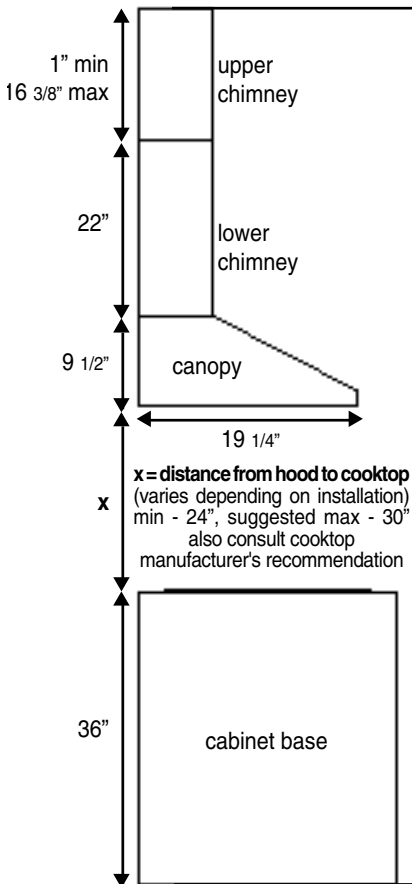 1” min
16 3/8” max
upper
chimney
22”
lower
chimney
9 1/2”
canopy
19 1/4”
x = distance from hood to cooktop
(varies depending on installation)
min - 24”, suggested max - 30”
also consult cooktop
manufacturer's recommendation
x
36”
cabinet base